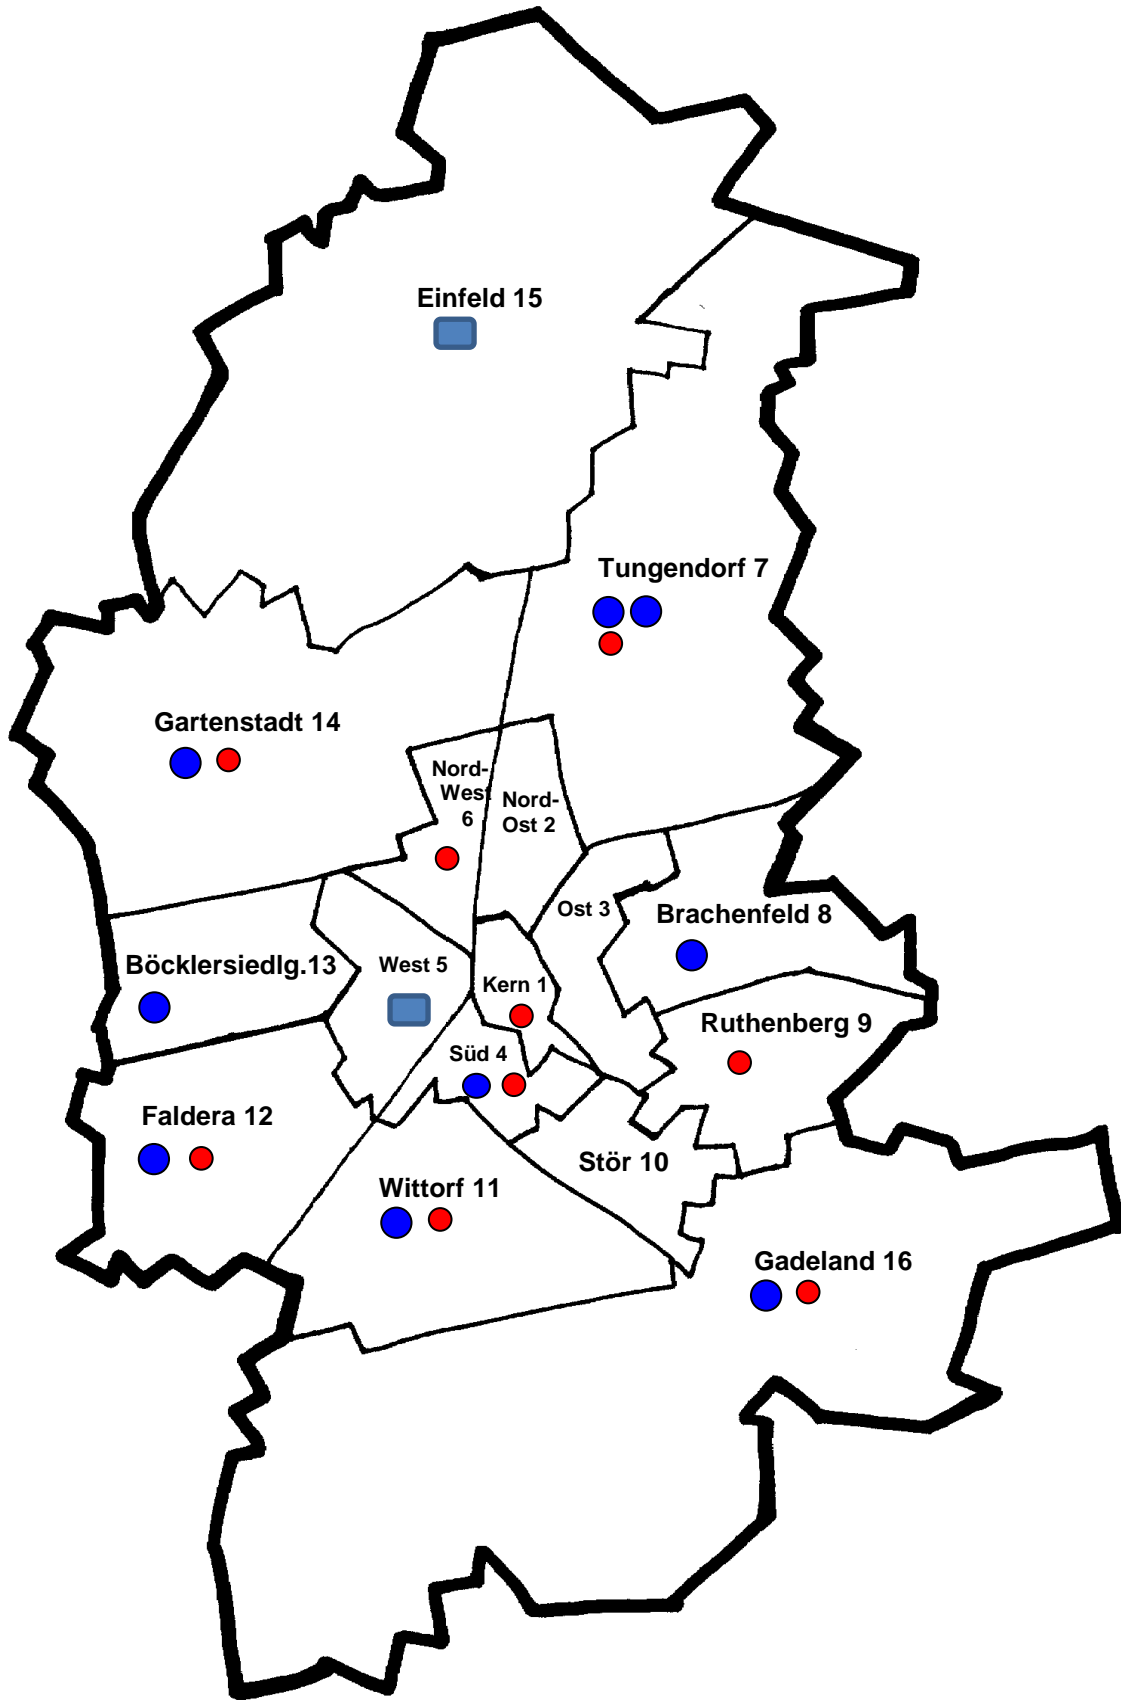 Einfeld 15
Tungendorf 7
Gartenstadt 14
Nord-
West
6
Nord-
Ost 2
Ost 3
Brachenfeld 8
Böcklersiedlg.13
West 5
Kern 1
Ruthenberg 9
Süd 4
Faldera 12
Stör 10
Wittorf 11
Gadeland 16